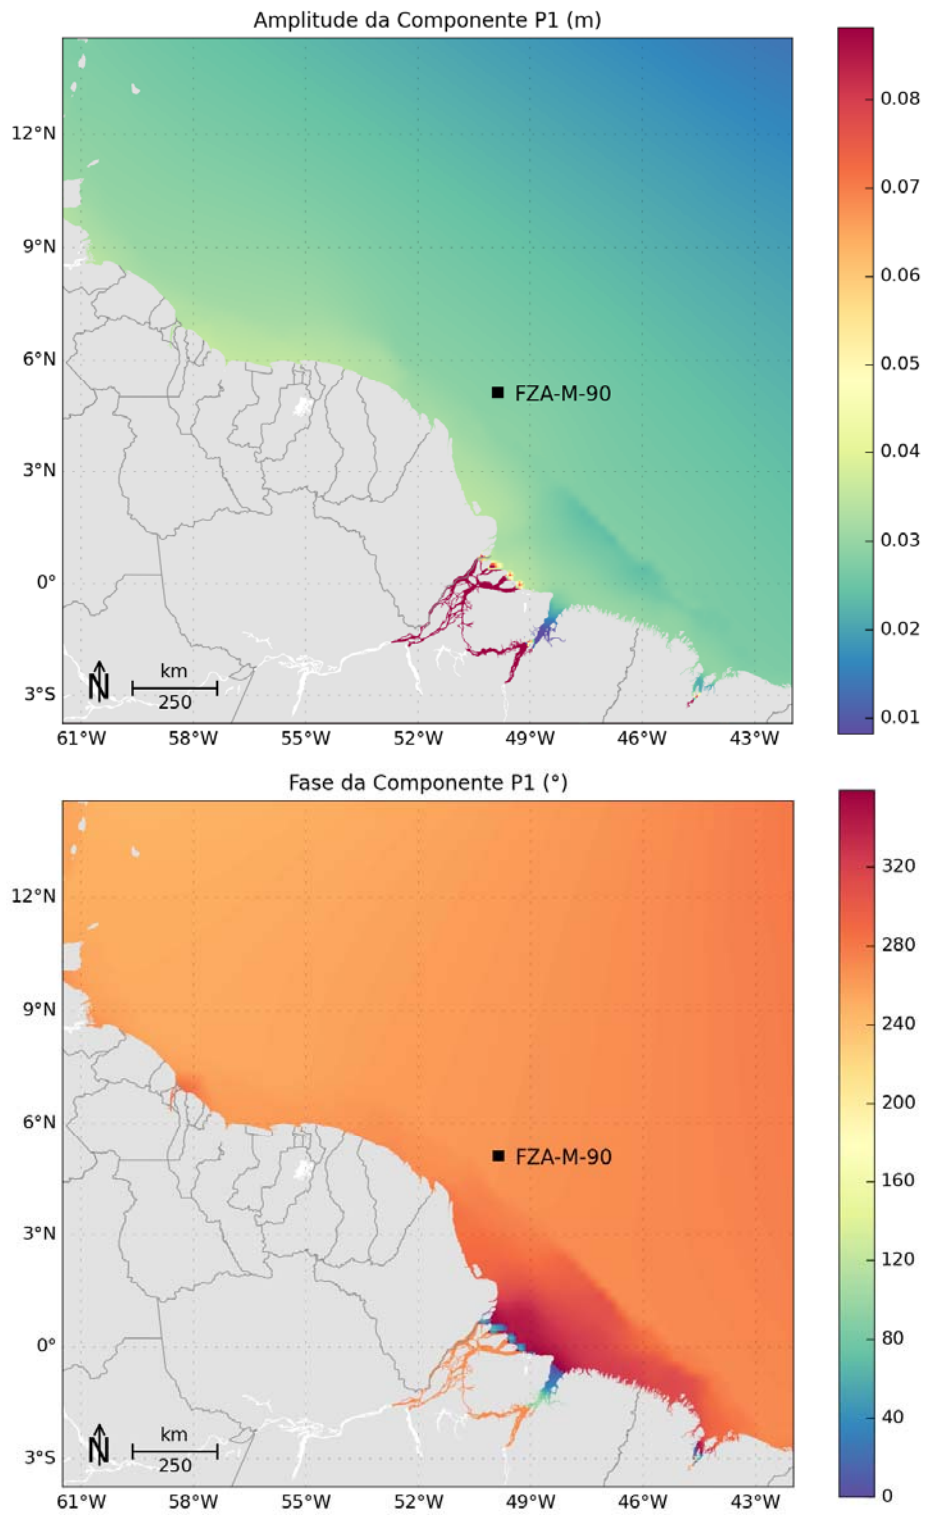 Amplitude da Componente P1 (m)
12°N
9°N
6°N
3°N
0°
3°S
FZA-M-90
N
km
250
61°W 58°W 55°W 52°W 49°W 46°W 43°W
0.08
0.07
0.06
0.05
0.04
0.03
0.02
0.01
Fase da Componente P1 (°)
12°N
9°N
6°N
3°N
0°
3°S
FZA-M-90
N
km
250
61°W 58°W 55°W 52°W 49°W 46°W 43°W
320
280
240
200
160
120
80
40
0